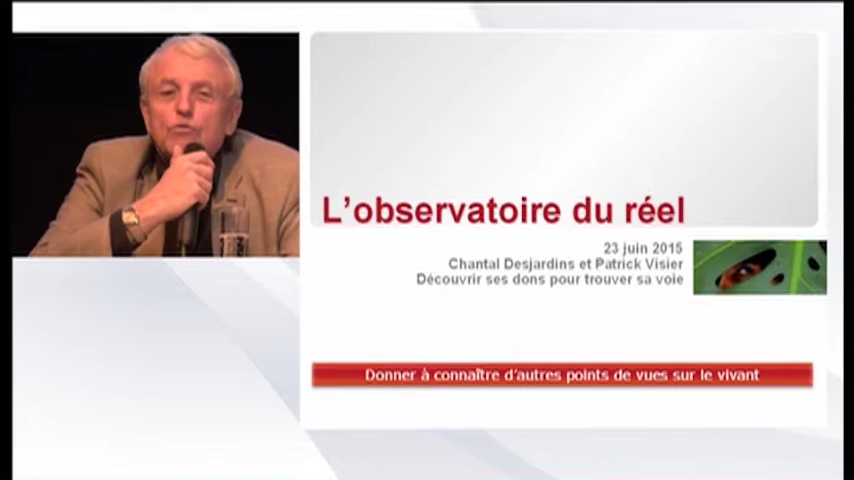 L'observatoire du réel
23 juin 2015
Chantal Desjardins et Patrick Visier
Découvrir ses dons pour trouver sa voie
Donner à connaître d'autres points de vues sur le vivant